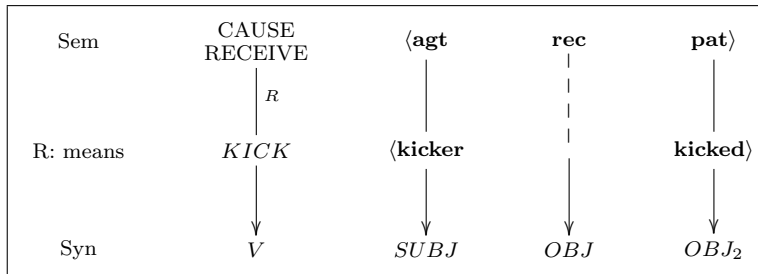 Sem CAUSE RECEIVE ⟨agt rec pat⟩
R
R: means KICK ⟨kicker kicked⟩
Syn V SUBJ OBJ OBJ₂